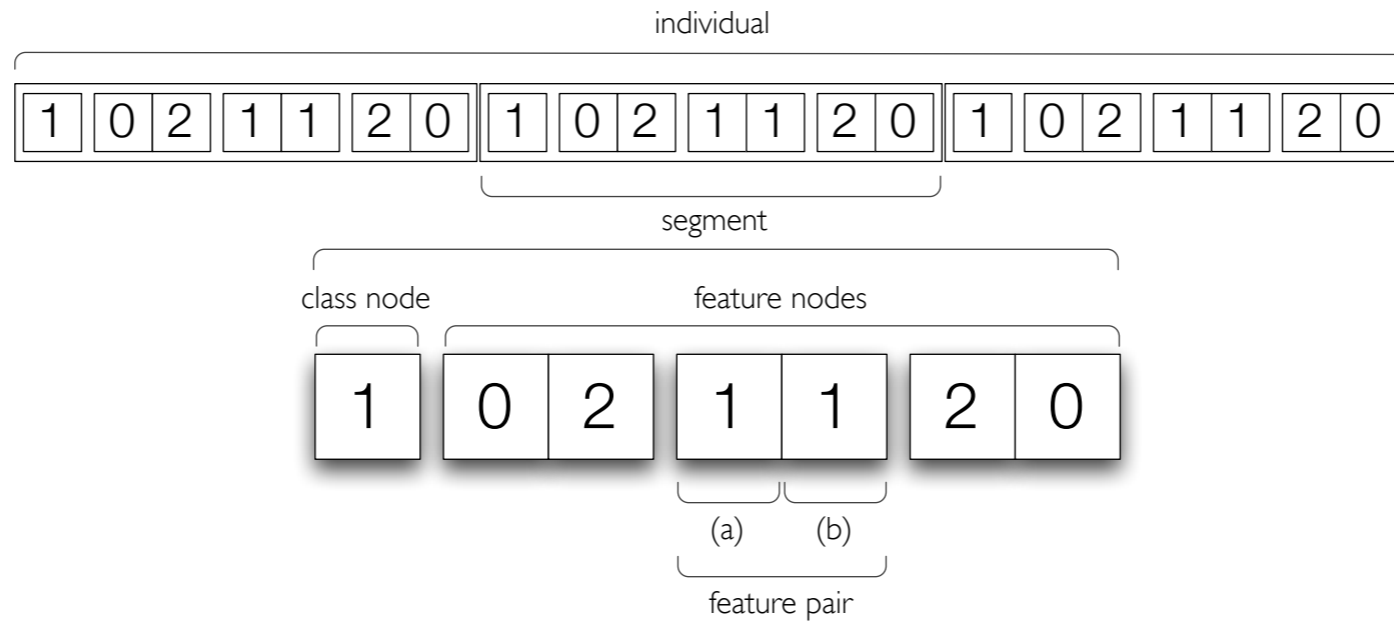 individual
1 0 2 1 1 2 0 1 0 2 1 1 2 0 1 0 2 1 1 2 0
segment
class node feature nodes
1 0 2 1 1 2 0
(a) (b)
feature pair